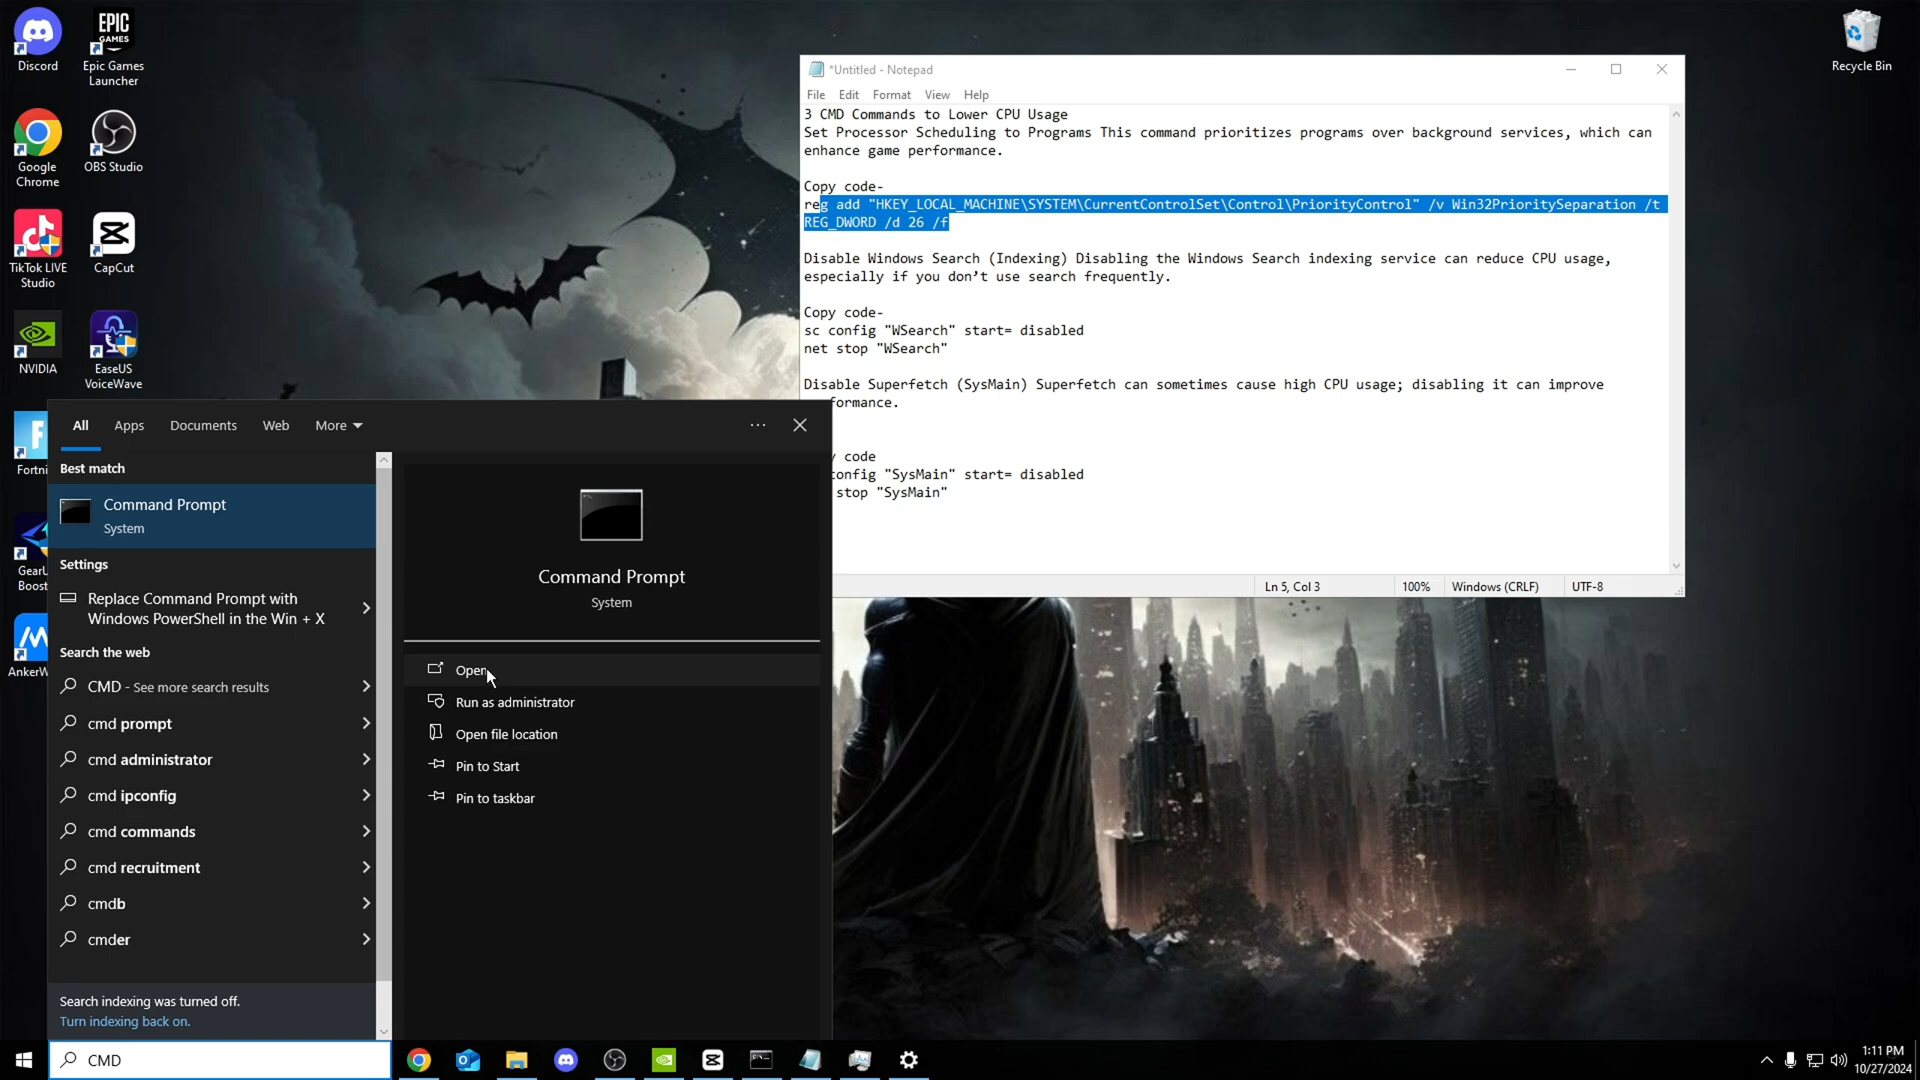 Discord
EPIC
GAMES
Epic Games
Launcher
Recycle Bin
Google
Chrome
OBS Studio
TikTok LIVE
Studio
CapCut
NVIDIA
EaseUS
VoiceWave
Fortni
GearU
Boost
AnkerW
*Untitled - Notepad
File Edit Format View Help
3 CMD Commands to Lower CPU Usage
Set Processor Scheduling to Programs This command prioritizes programs over background services, which can
enhance game performance.
Copy code-
reg add "HKEY_LOCAL_MACHINE\SYSTEM\CurrentControlSet\Control\PriorityControl" /v Win32PrioritySeparation /t
REG_DWORD /d 26 /f
Disable Windows Search (Indexing) Disabling the Windows Search indexing service can reduce CPU usage,
especially if you don’t use search frequently.
Copy code-
sc config "WSearch" start= disabled
net stop "WSearch"
Disable Superfetch (SysMain) Superfetch can sometimes cause high CPU usage; disabling it can improve
formance.
y code
config "SysMain" start= disabled
stop "SysMain"
Ln 5, Col 3 100% Windows (CRLF) UTF-8
All Apps Documents Web More
Best match
Command Prompt
System
Settings
Replace Command Prompt with
Windows PowerShell in the Win + X
Search the web
CMD - See more search results
cmd prompt
cmd administrator
cmd ipconfig
cmd commands
cmd recruitment
cmdb
cmder
Search indexing was turned off.
Turn indexing back on.
Command Prompt
System
Open
Run as administrator
Open file location
Pin to Start
Pin to taskbar
CMD
1:11 PM
10/27/2024